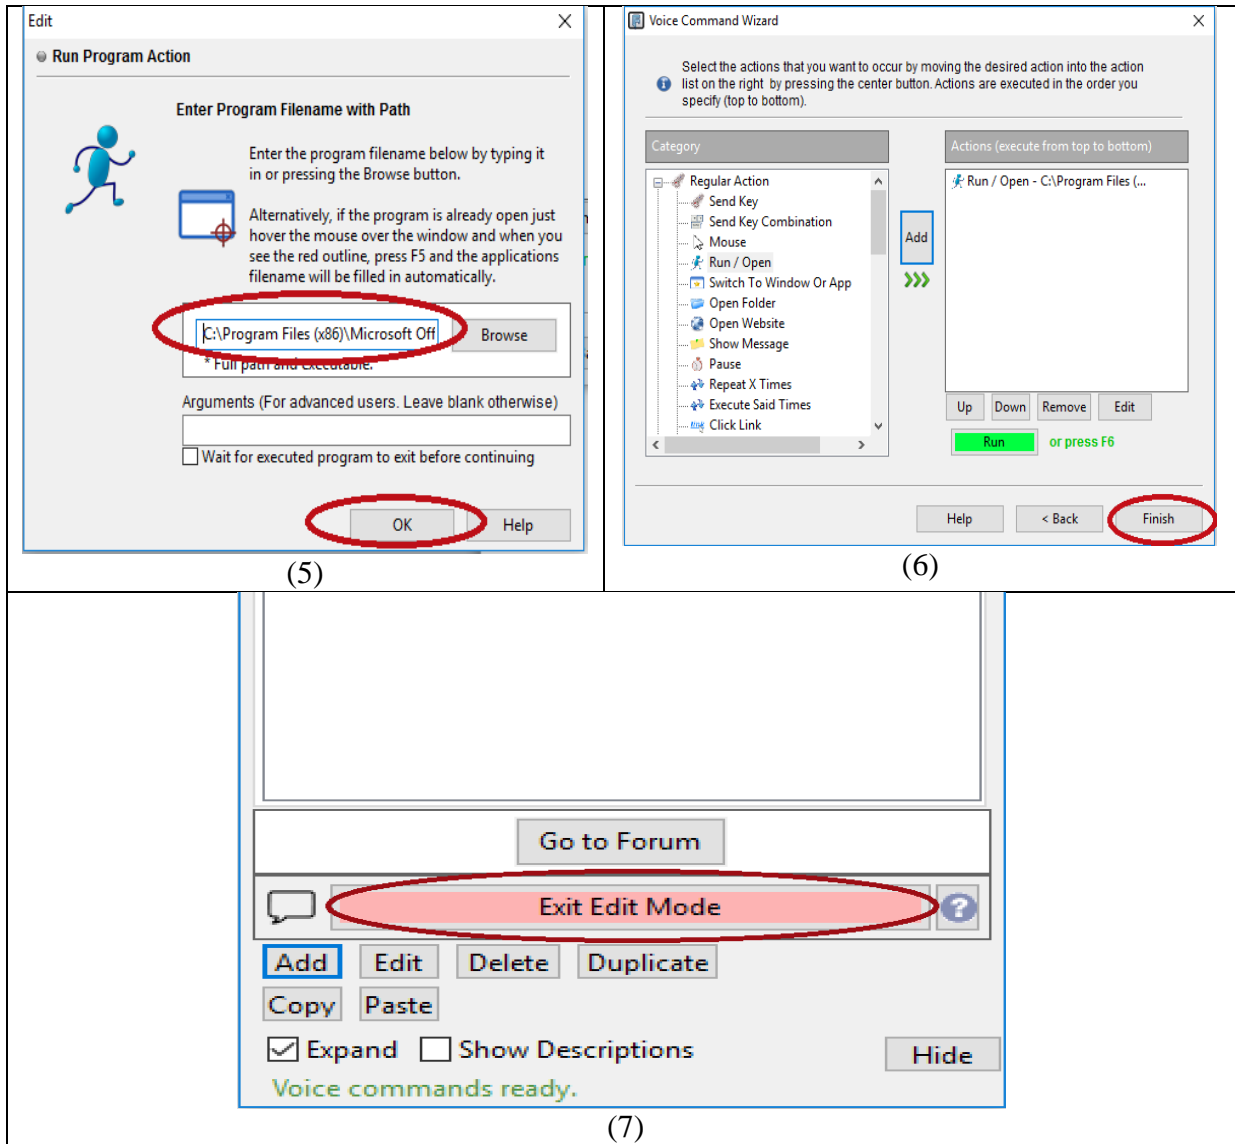 Edit
Run Program Action
Enter Program Filename with Path
Enter the program filename below by typing it
in or pressing the Browse button.
Alternatively, if the program is already open just
hover the mouse over the window and when you
see the red outline, press F5 and the applications
filename will be filled in automatically.
C:\Program Files (x86)\Microsoft Off
Browse
* Full path and executable.
Arguments (For advanced users. Leave blank otherwise)
Wait for executed program to exit before continuing
OK
Help
(5)
Voice Command Wizard
Select the actions that you want to occur by moving the desired action into the action
list on the right by pressing the center button. Actions are executed in the order you
specify (top to bottom).
Category
Regular Action
Send Key
Send Key Combination
Mouse
Run / Open
Switch To Window Or App
Open Folder
Open Website
Show Message
Pause
Repeat X Times
Execute Said Times
Click Link
Add
>>>
Actions (execute from top to bottom)
Run / Open - C:\Program Files (...
Up Down Remove Edit
Run or press F6
Help < Back Finish
(6)
Go to Forum
Exit Edit Mode
?
Add Edit Delete Duplicate
Copy Paste
Expand Show Descriptions
Hide
Voice commands ready.
(7)